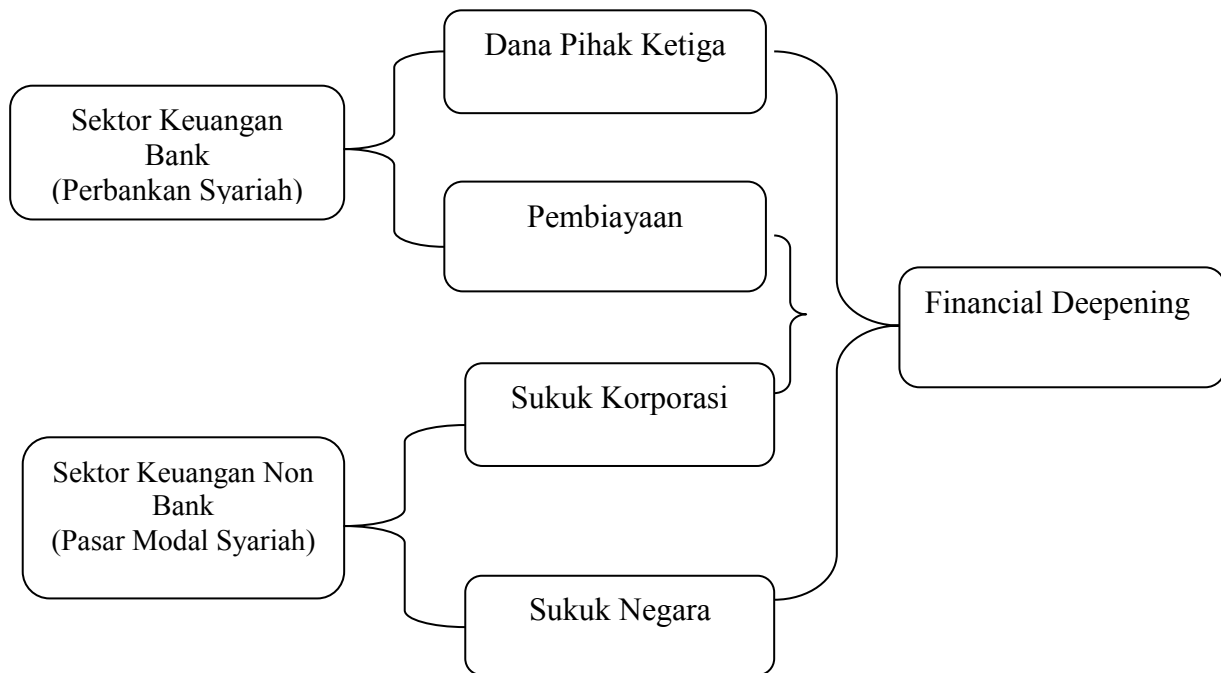 Dana Pihak Ketiga
Sektor Keuangan
Bank
(Perbankan Syariah)
Pembiayaan
Financial Deepening
Sukuk Korporasi
Sektor Keuangan Non
Bank
(Pasar Modal Syariah)
Sukuk Negara